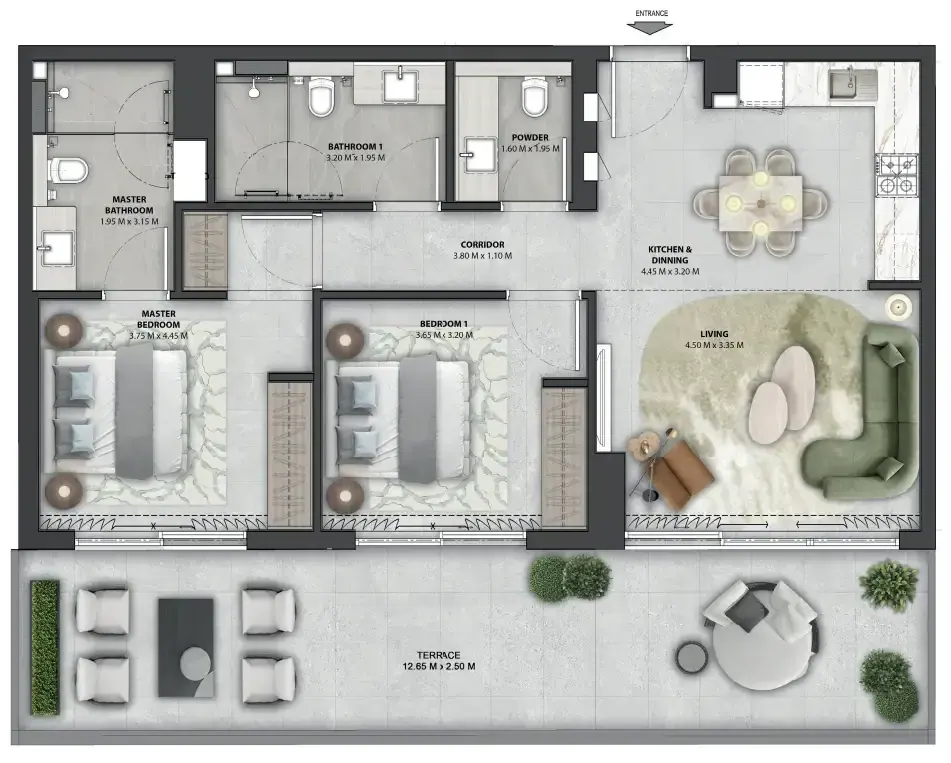 ENTRANCE
POWDER
1.60 M x 1.95 M
BATHROOM 1
3.20 M x 1.95 M
MASTER
BATHROOM
1.95 M x 3.15 M
CORRIDOR
3.80 M x 1.10 M
KITCHEN &
DINNING
4.45 M x 3.20 M
MASTER
BEDROOM
3.75 M x 4.45 M
BEDROOM 1
3.65 M x 3.20 M
LIVING
4.50 M x 3.35 M
TERRACE
12.65 M x 2.50 M